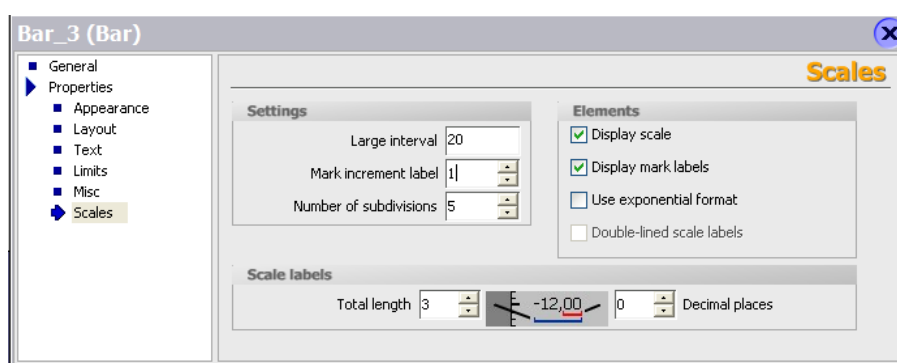 Bar_3 (Bar)
General
Properties
Appearance
Layout
Text
Limits
Misc
Scales
Scales
Settings
Large interval 20
Mark increment label 1
Number of subdivisions 5
Elements
Display scale
Display mark labels
Use exponential format
Double-lined scale labels
Scale labels
Total length 3 -12,00 0 Decimal places